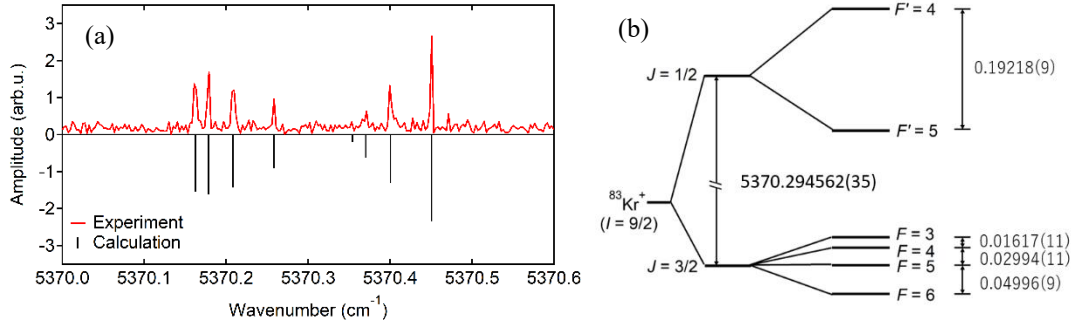 (a)
3
2
1
0
-1
-2
-3
Amplitude (arb.u.)
Experiment
Calculation
5370.0 5370.1 5370.2 5370.3 5370.4 5370.5 5370.6
Wavenumber (cm⁻¹)
(b)
F' = 4
J = 1/2
0.19218(9)
F' = 5
5370.294562(35)
⁸³Kr⁺
(I = 9/2)
F = 3
0.01617(11)
F = 4
0.02994(11)
J = 3/2
F = 5
0.04996(9)
F = 6